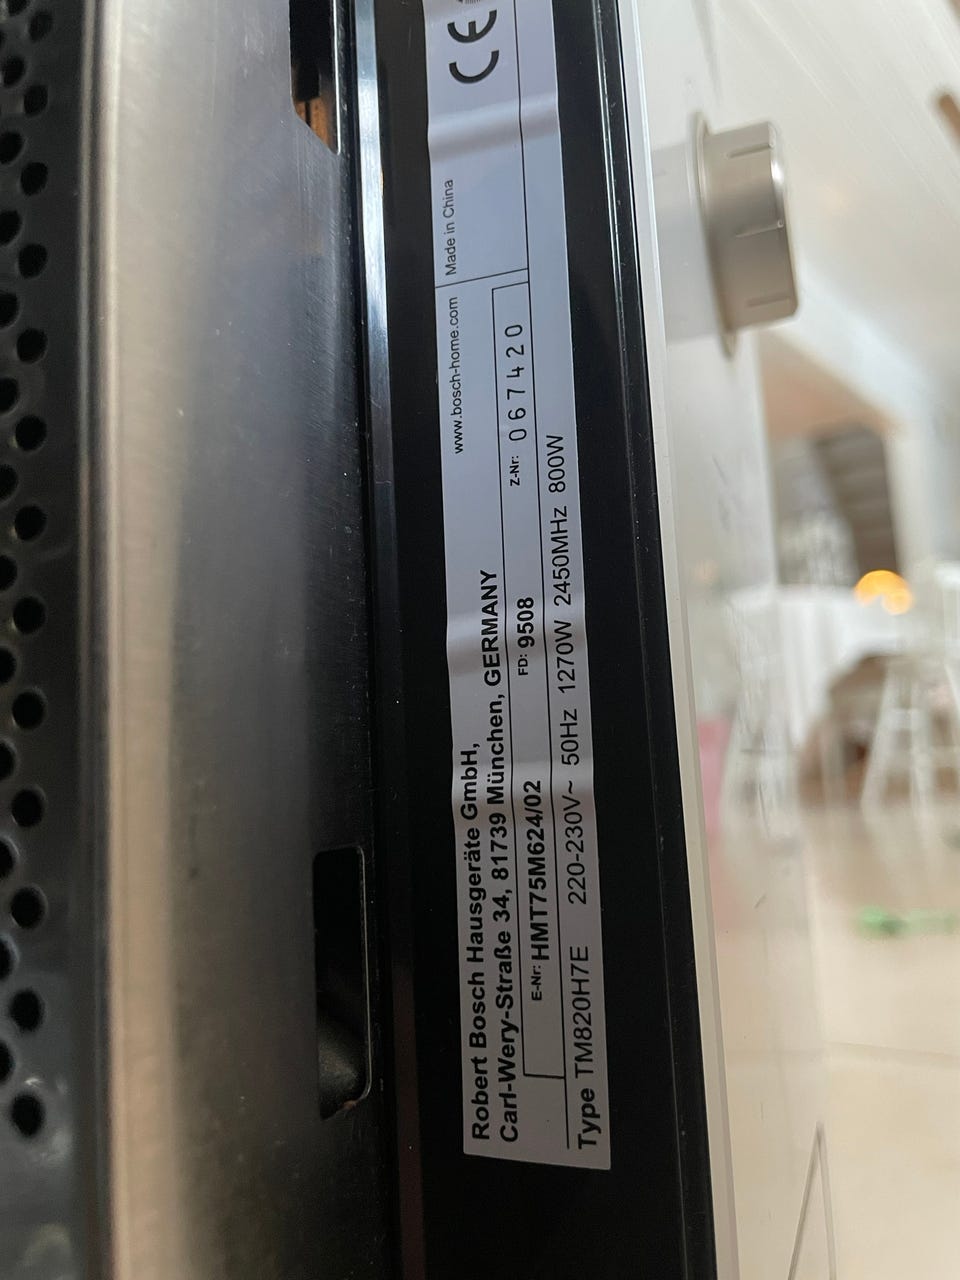 Robert Bosch Hausgeräte GmbH, www.bosch-home.com
Carl-Wery-Straße 34, 81739 München, GERMANY
Made in China
CE
E-Nr: HMT75M624/02 FD: 9508 Z-Nr: 067420
Type TM820H7E 220-230V~ 50Hz 1270W 2450MHz 800W